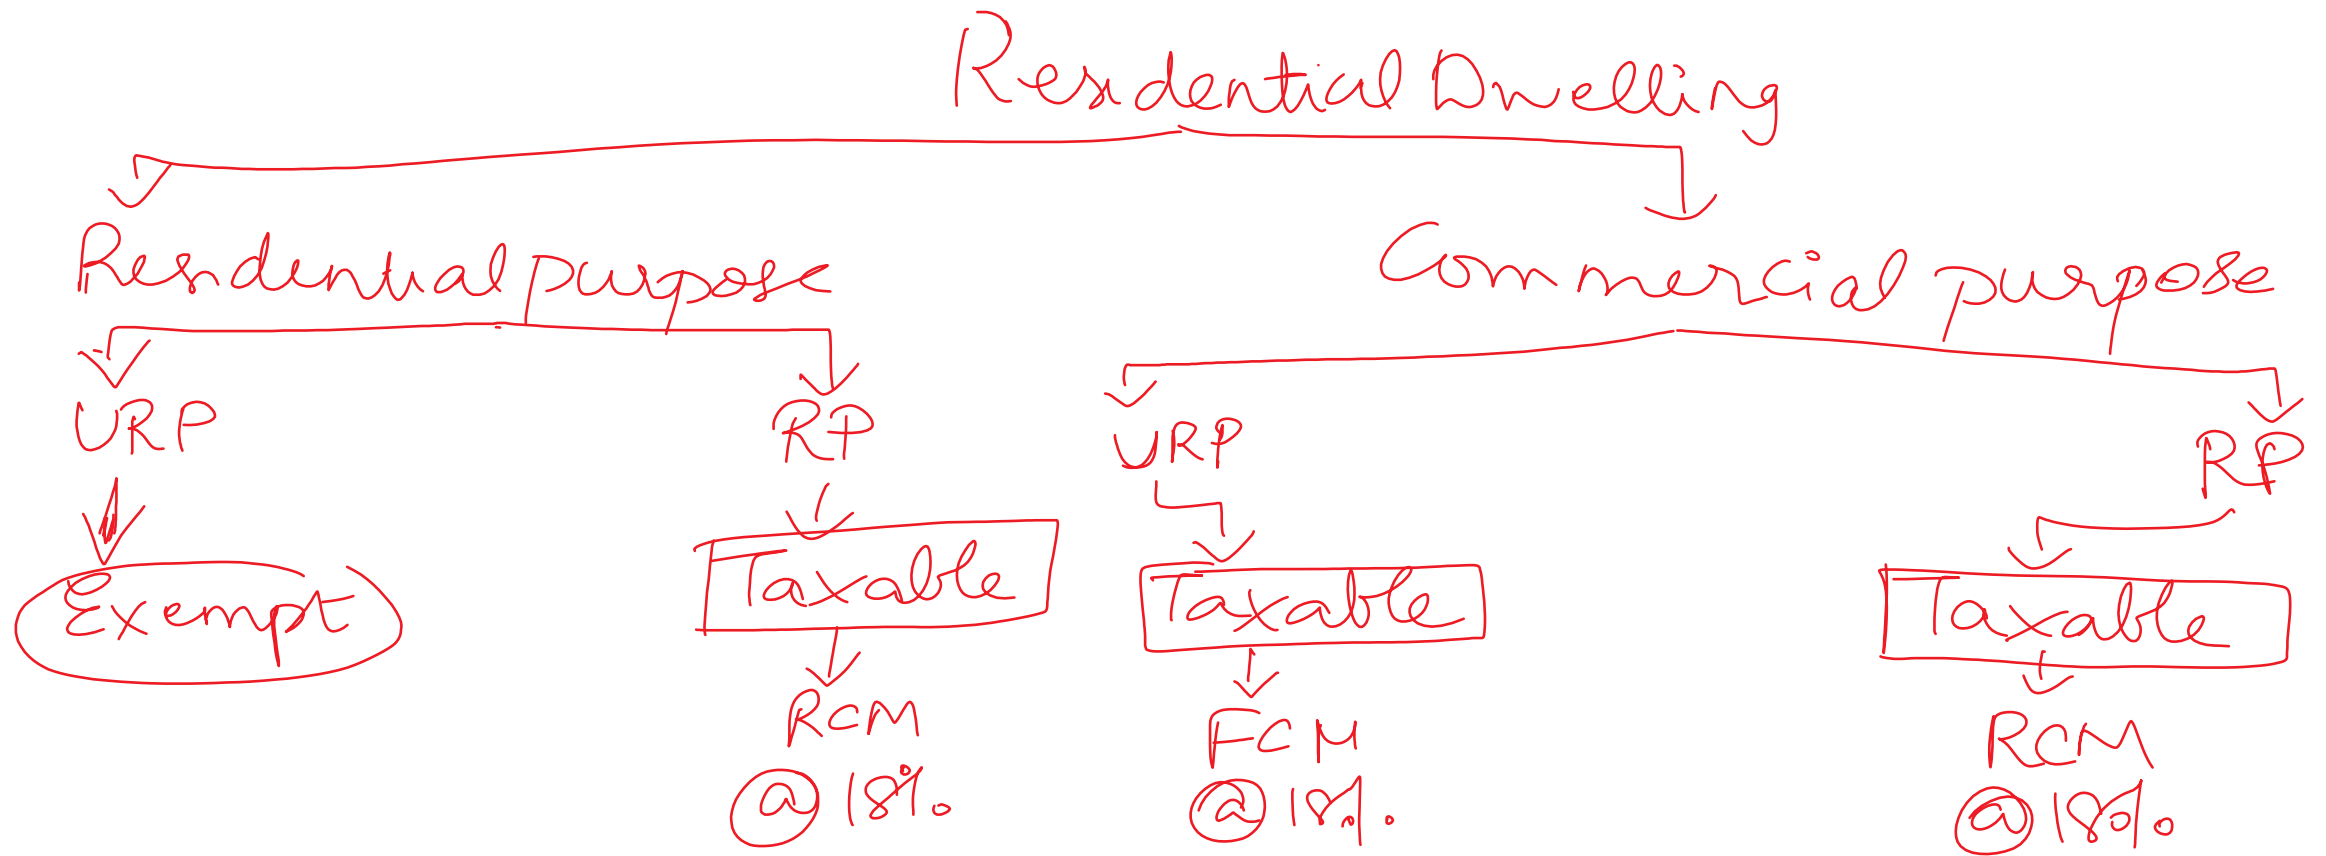 Residential Dwelling
Residential purpose
Commercial purpose
URP
RP
URP
RP
Exempt
Taxable
Taxable
Taxable
RCM
FCM
RCM
@ 18%.
@ 18%.
@ 18%.